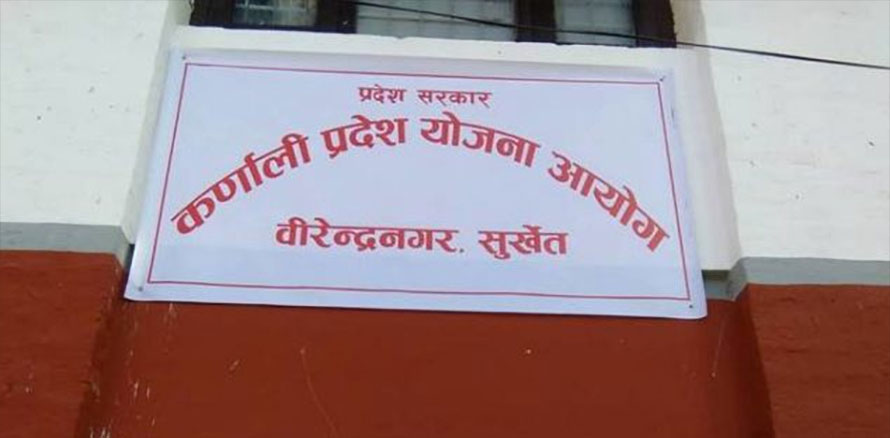 प्रदेश सरकार
कर्णाली प्रदेश योजना आयोग
वीरेन्द्रनगर, सुर्खेत